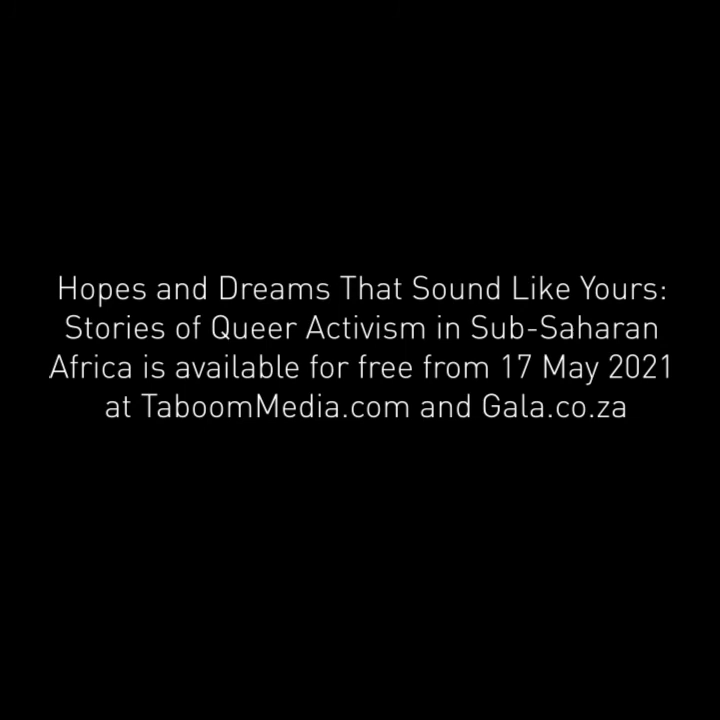 Hopes and Dreams That Sound Like Yours:
Stories of Queer Activism in Sub-Saharan
Africa is available for free from 17 May 2021
at TaboomMedia.com and Gala.co.za